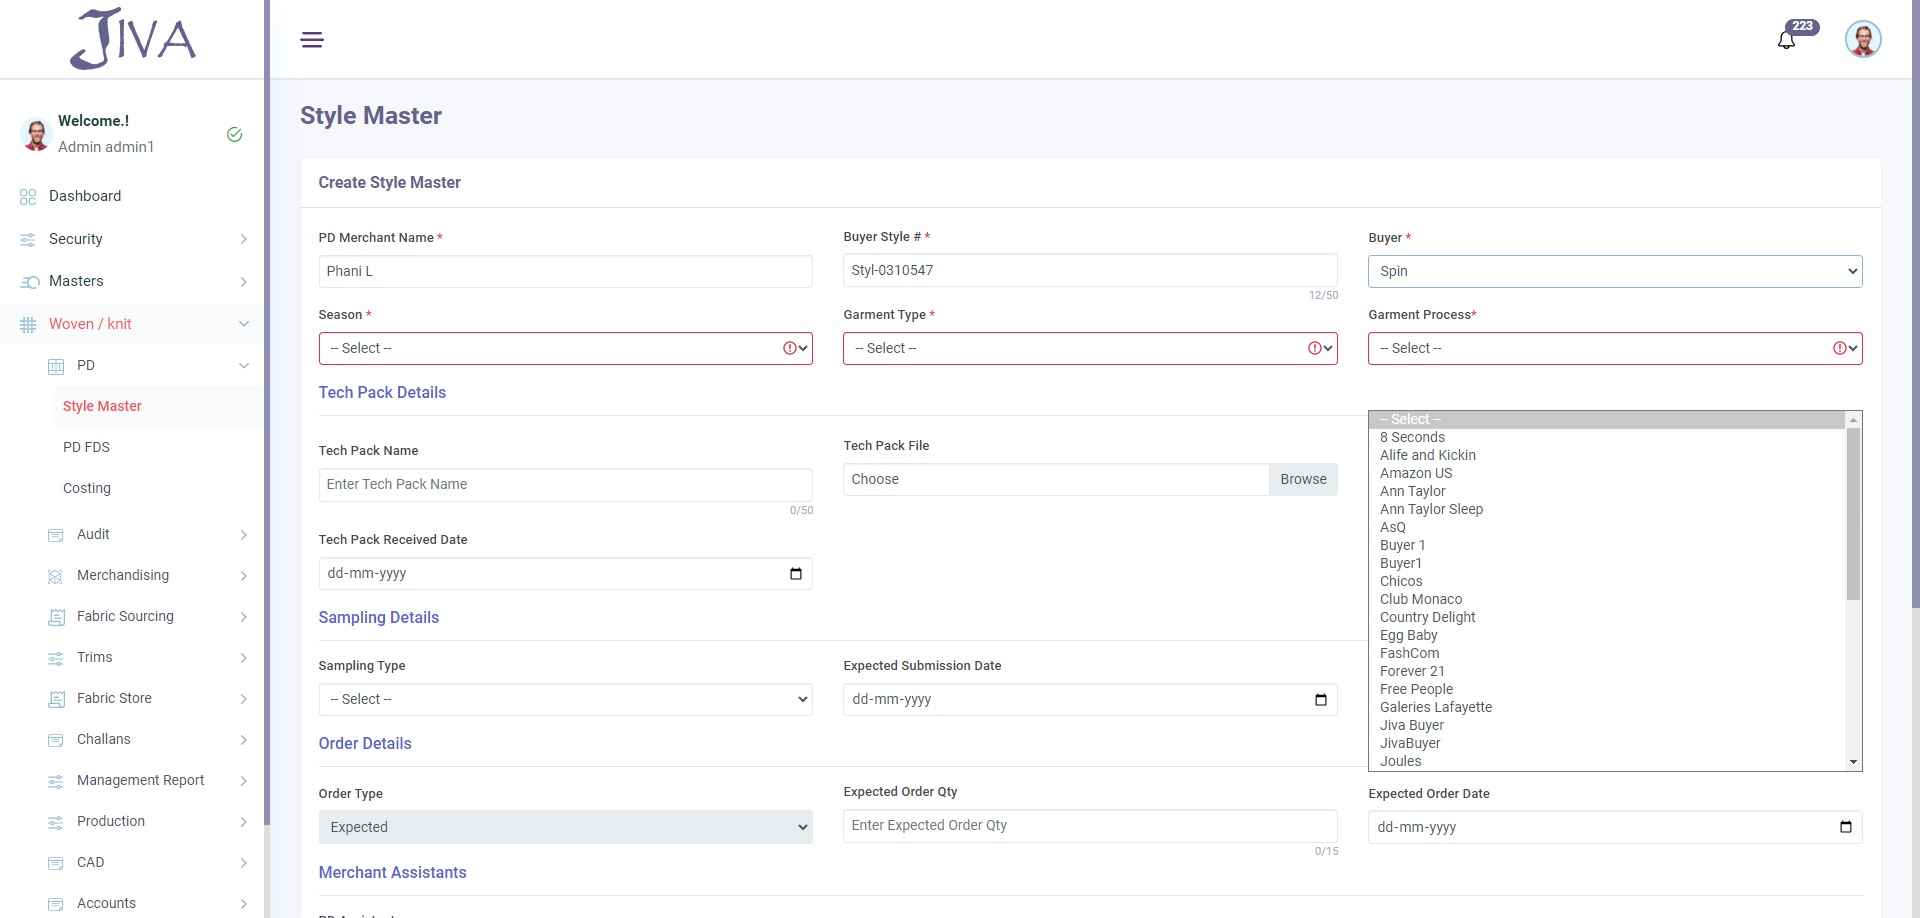 JIVA
223
Welcome.!
Admin admin1
Dashboard
Security
Masters
Woven / knit
PD
Style Master
PD FDS
Costing
Audit
Merchandising
Fabric Sourcing
Trims
Fabric Store
Challans
Management Report
Production
CAD
Accounts
Style Master
Create Style Master
PD Merchant Name *
Phani L
Buyer Style # *
Styl-0310547
12/50
Buyer *
Spin
Season *
-- Select --
Garment Type *
-- Select --
Garment Process*
-- Select --
Tech Pack Details
Tech Pack Name
Enter Tech Pack Name
0/50
Tech Pack File
Choose
Browse
Tech Pack Received Date
dd-mm-yyyy
-- Select --
8 Seconds
Alife and Kickin
Amazon US
Ann Taylor
Ann Taylor Sleep
AsQ
Buyer 1
Buyer1
Chicos
Club Monaco
Country Delight
Egg Baby
FashCom
Forever 21
Free People
Galeries Lafayette
Jiva Buyer
JivaBuyer
Joules
Sampling Details
Sampling Type
-- Select --
Expected Submission Date
dd-mm-yyyy
Order Details
Order Type
Expected
Expected Order Qty
Enter Expected Order Qty
0/15
Expected Order Date
dd-mm-yyyy
Merchant Assistants